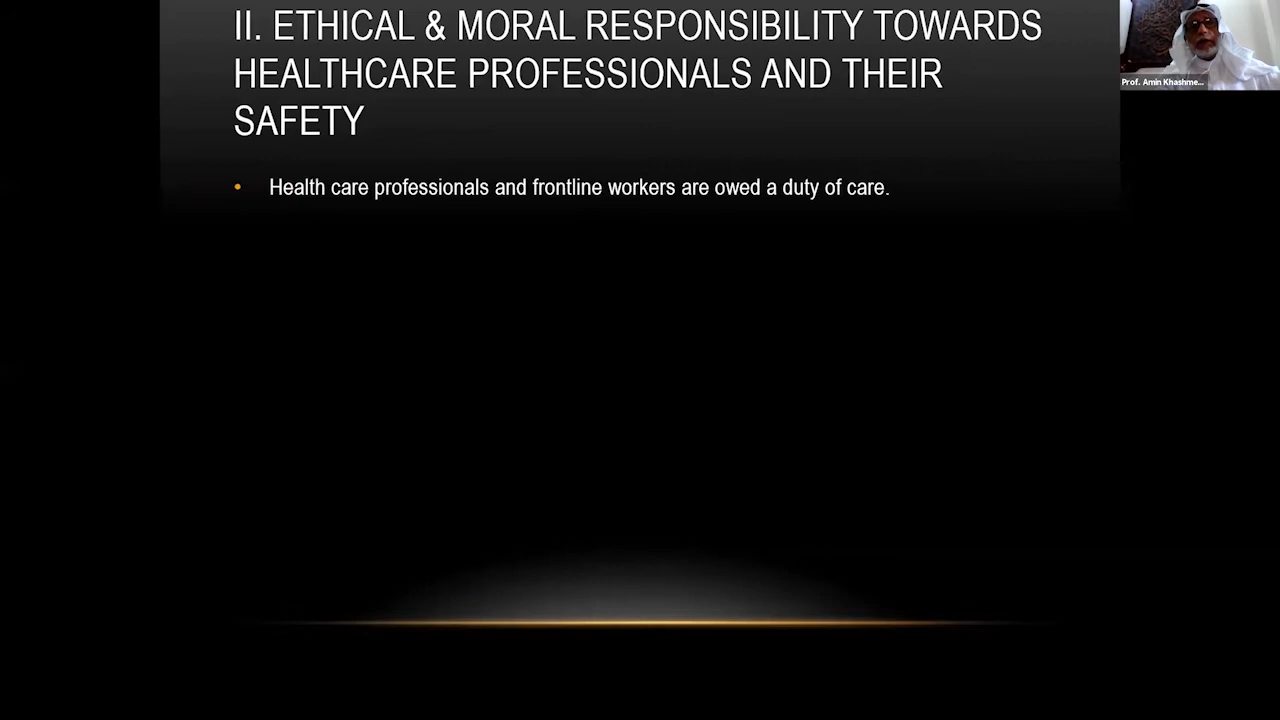 II. ETHICAL & MORAL RESPONSIBILITY TOWARDS
HEALTHCARE PROFESSIONALS AND THEIR
SAFETY
• Health care professionals and frontline workers are owed a duty of care.
Prof. Amin Khashme...